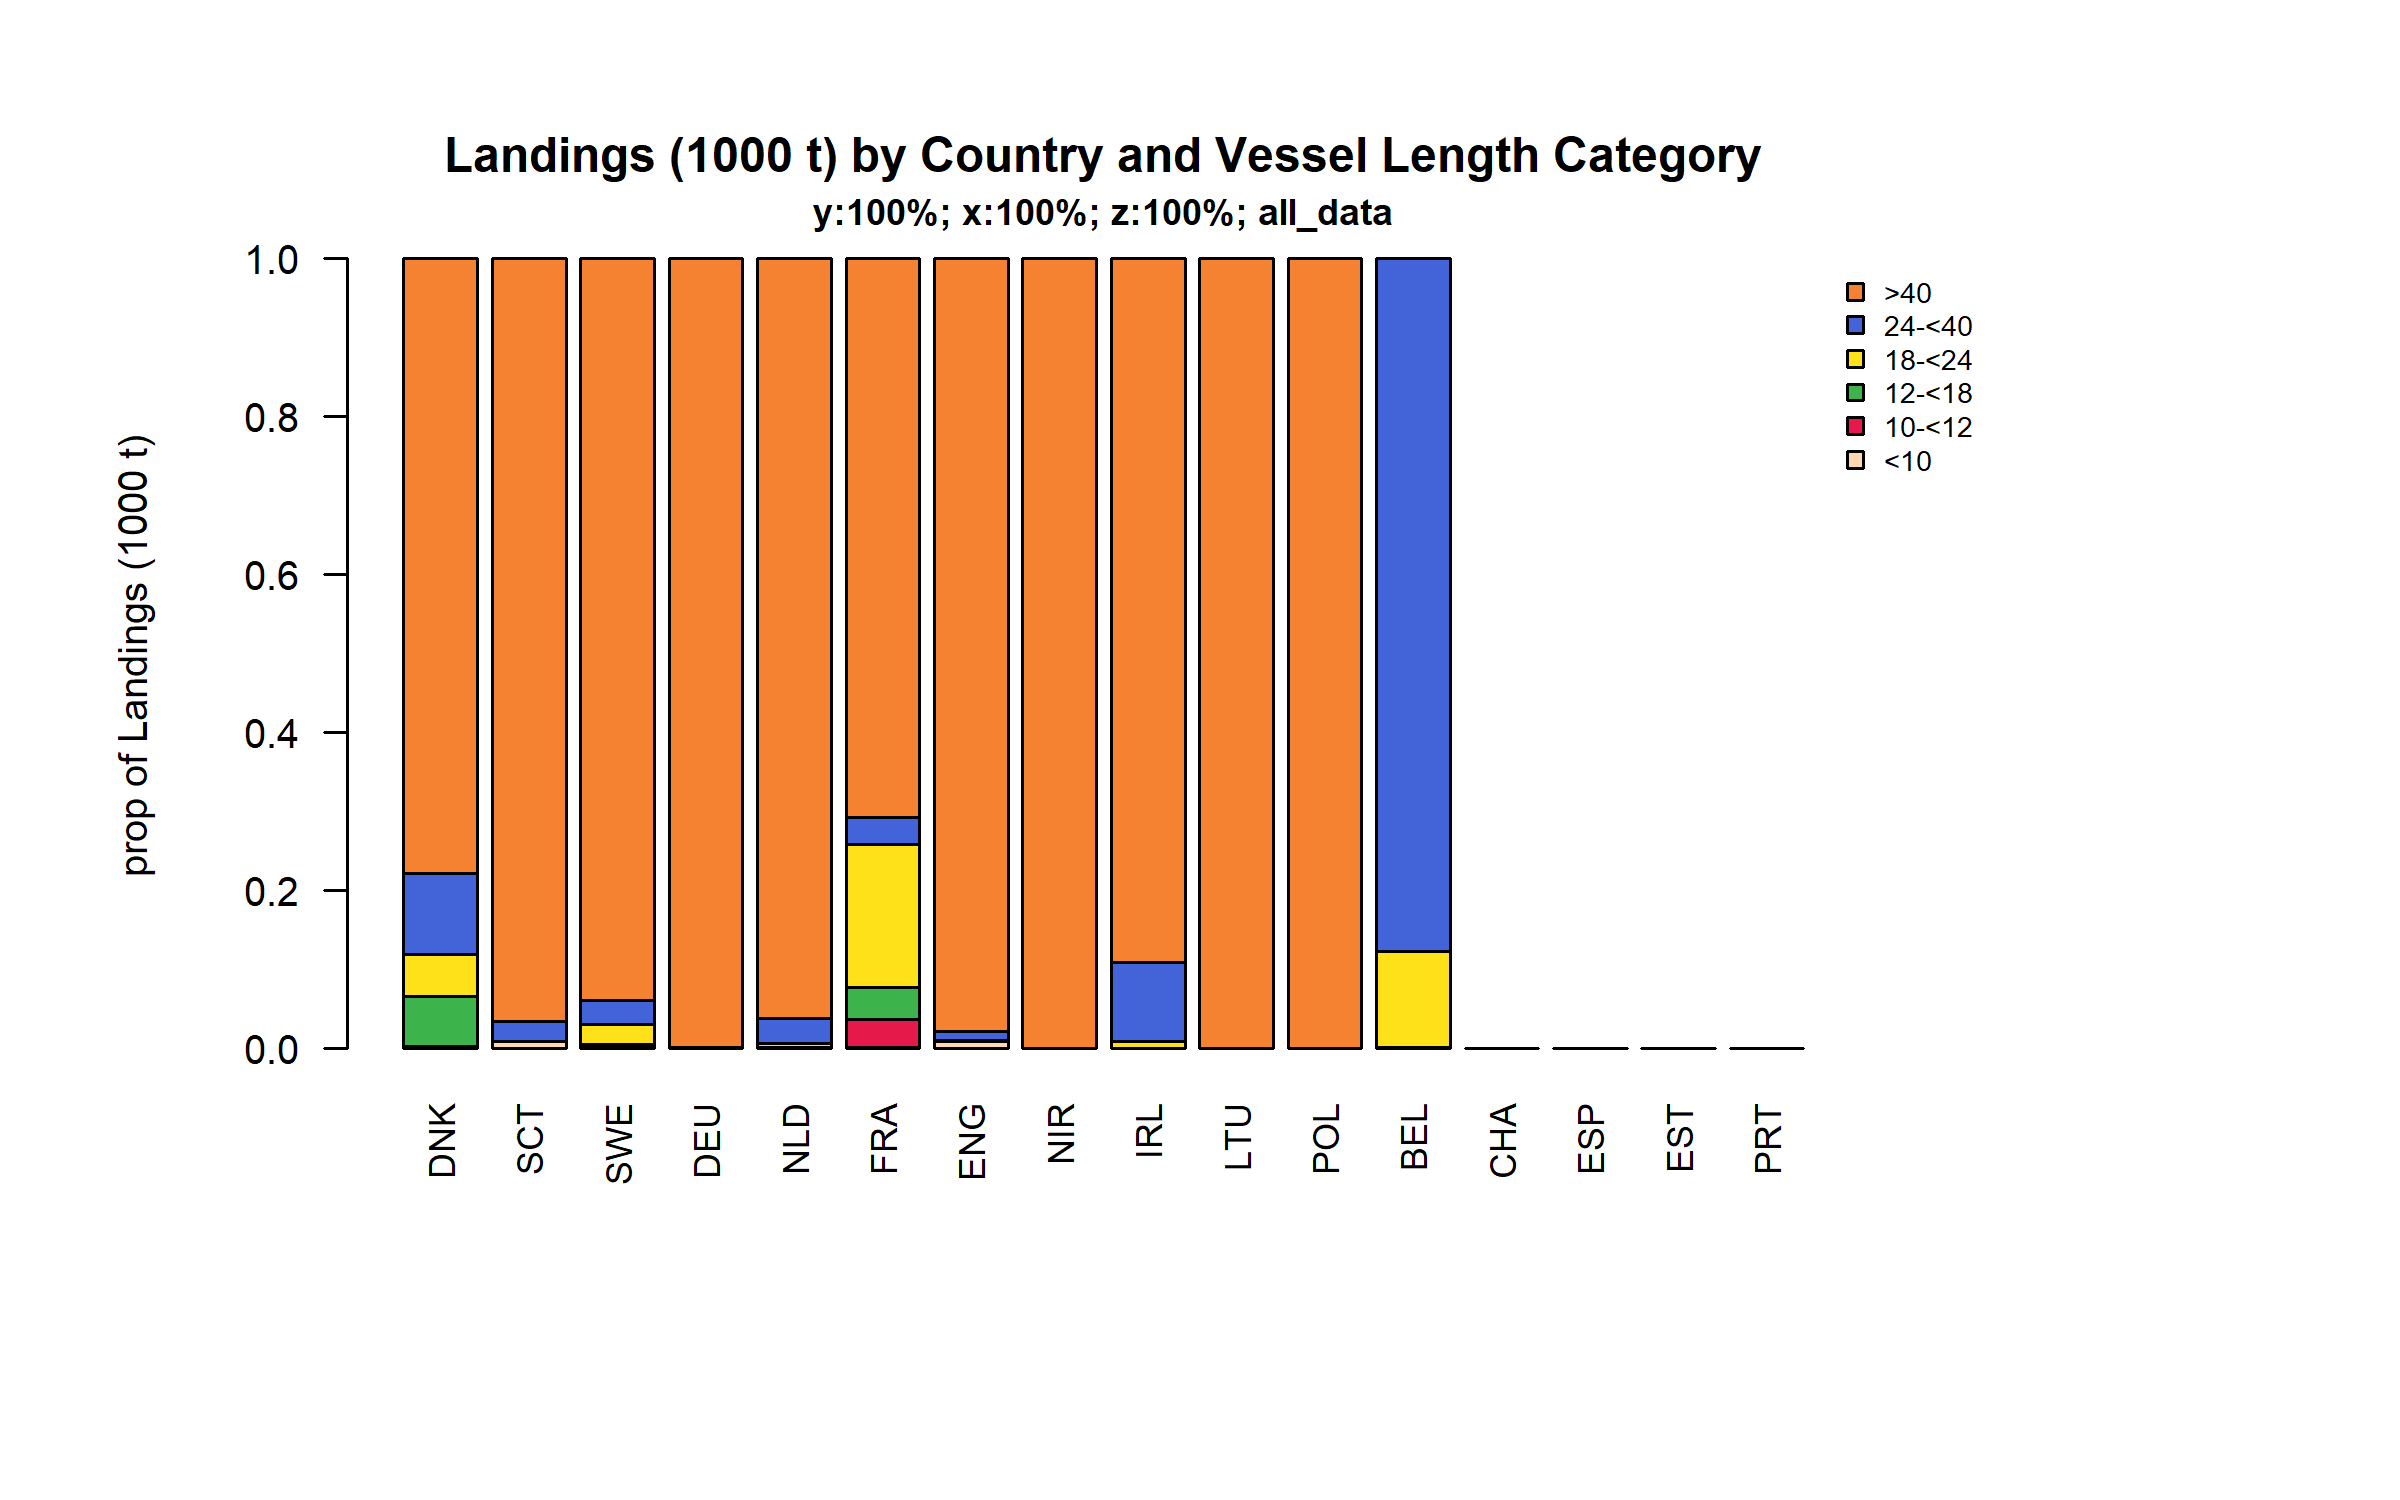 Landings (1000 t) by Country and Vessel Length Category
y:100%; x:100%; z:100%; all_data
prop of Landings (1000 t)
1.0
0.8
0.6
0.4
0.2
0.0
DNK
SCT
SWE
DEU
NLD
FRA
ENG
NIR
IRL
LTU
POL
BEL
CHA
ESP
EST
PRT
>40
24-<40
18-<24
12-<18
10-<12
<10